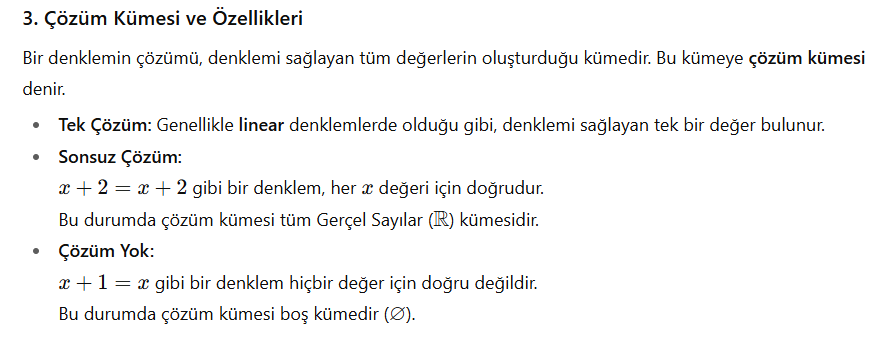 3. Çözüm Kümesi ve Özellikleri
Bir denklemin çözümü, denklemi sağlayan tüm değerlerin oluşturduğu kümedir. Bu kümeye çözüm kümesi
denir.
• Tek Çözüm: Genellikle linear denklemlerde olduğu gibi, denklemi sağlayan tek bir değer bulunur.
• Sonsuz Çözüm:
x + 2 = x + 2 gibi bir denklem, her x değeri için doğrudur.
Bu durumda çözüm kümesi tüm Gerçel Sayılar (ℝ) kümesidir.
• Çözüm Yok:
x + 1 = x gibi bir denklem hiçbir değer için doğru değildir.
Bu durumda çözüm kümesi boş kümedir (∅).